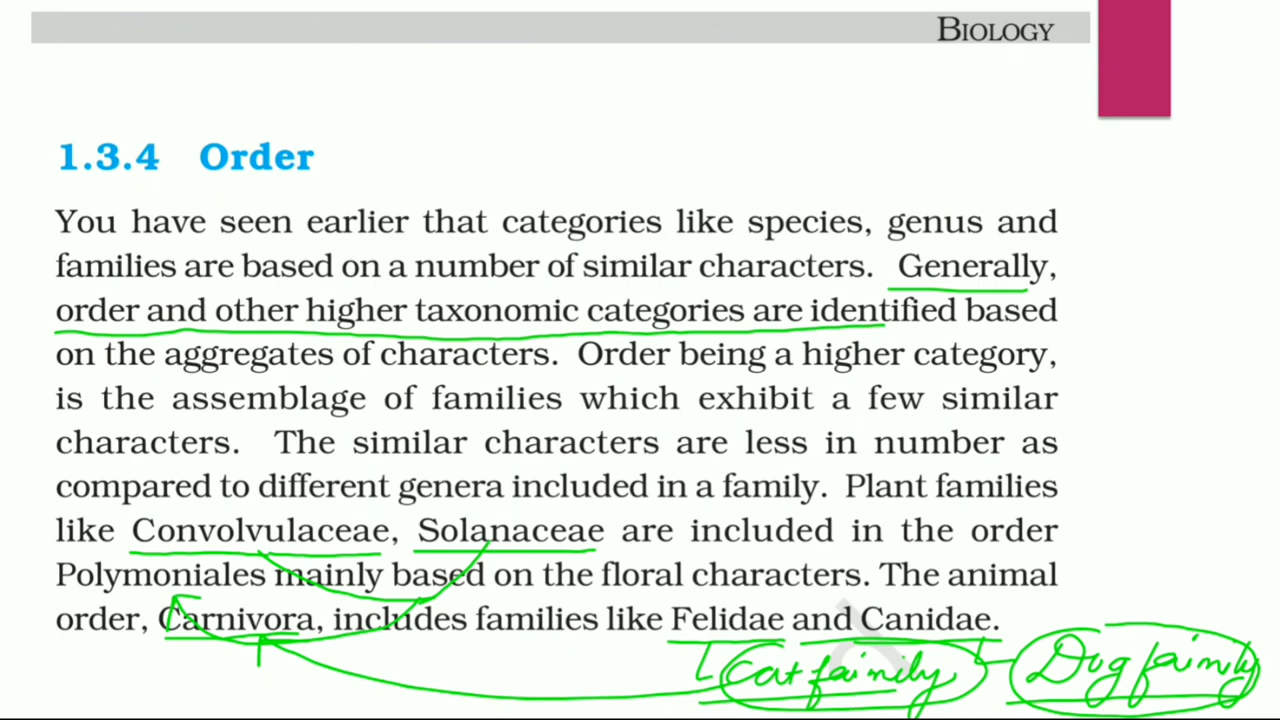 BIOLOGY
1.3.4 Order
You have seen earlier that categories like species, genus and
families are based on a number of similar characters. Generally,
order and other higher taxonomic categories are identified based
on the aggregates of characters. Order being a higher category,
is the assemblage of families which exhibit a few similar
characters. The similar characters are less in number as
compared to different genera included in a family. Plant families
like Convolvulaceae, Solanaceae are included in the order
Polymoniales mainly based on the floral characters. The animal
order, Carnivora, includes families like Felidae and Canidae.
Cat family Dog family